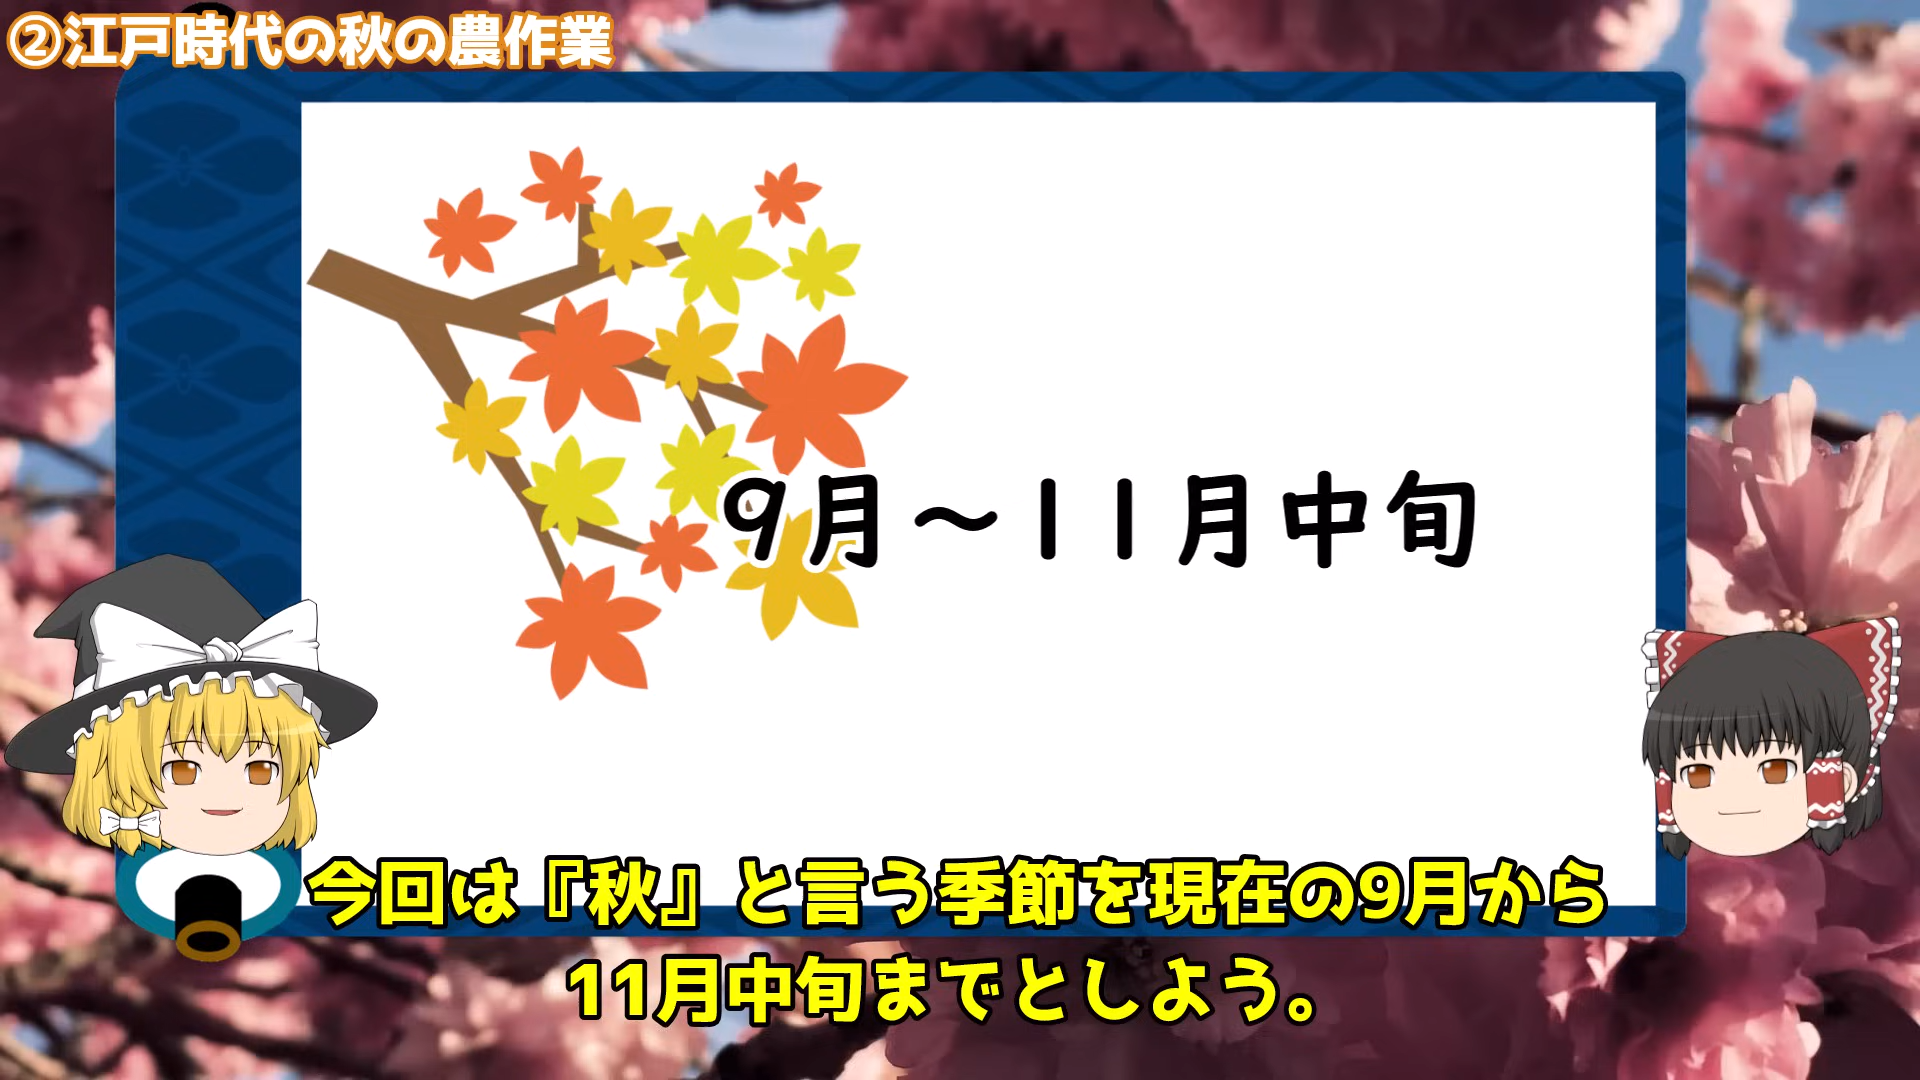 ②江戸時代の秋の農作業
9月～11月中旬
今回は『秋』と言う季節を現在の9月から
11月中旬までとしよう。